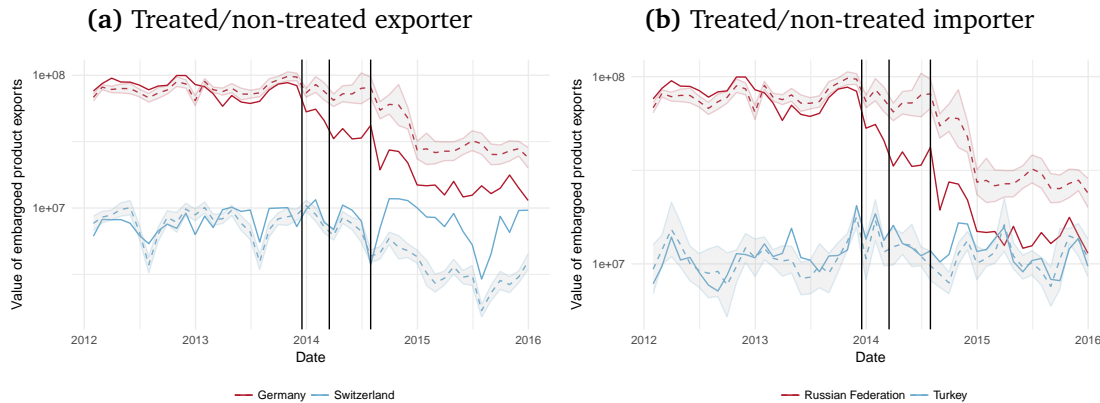 (a) Treated/non-treated exporter
Value of embargoed product exports
1e+08
1e+07
2012 2013 2014 2015 2016
Date
Germany Switzerland
(b) Treated/non-treated importer
Value of embargoed product exports
1e+08
1e+07
2012 2013 2014 2015 2016
Date
Russian Federation Turkey